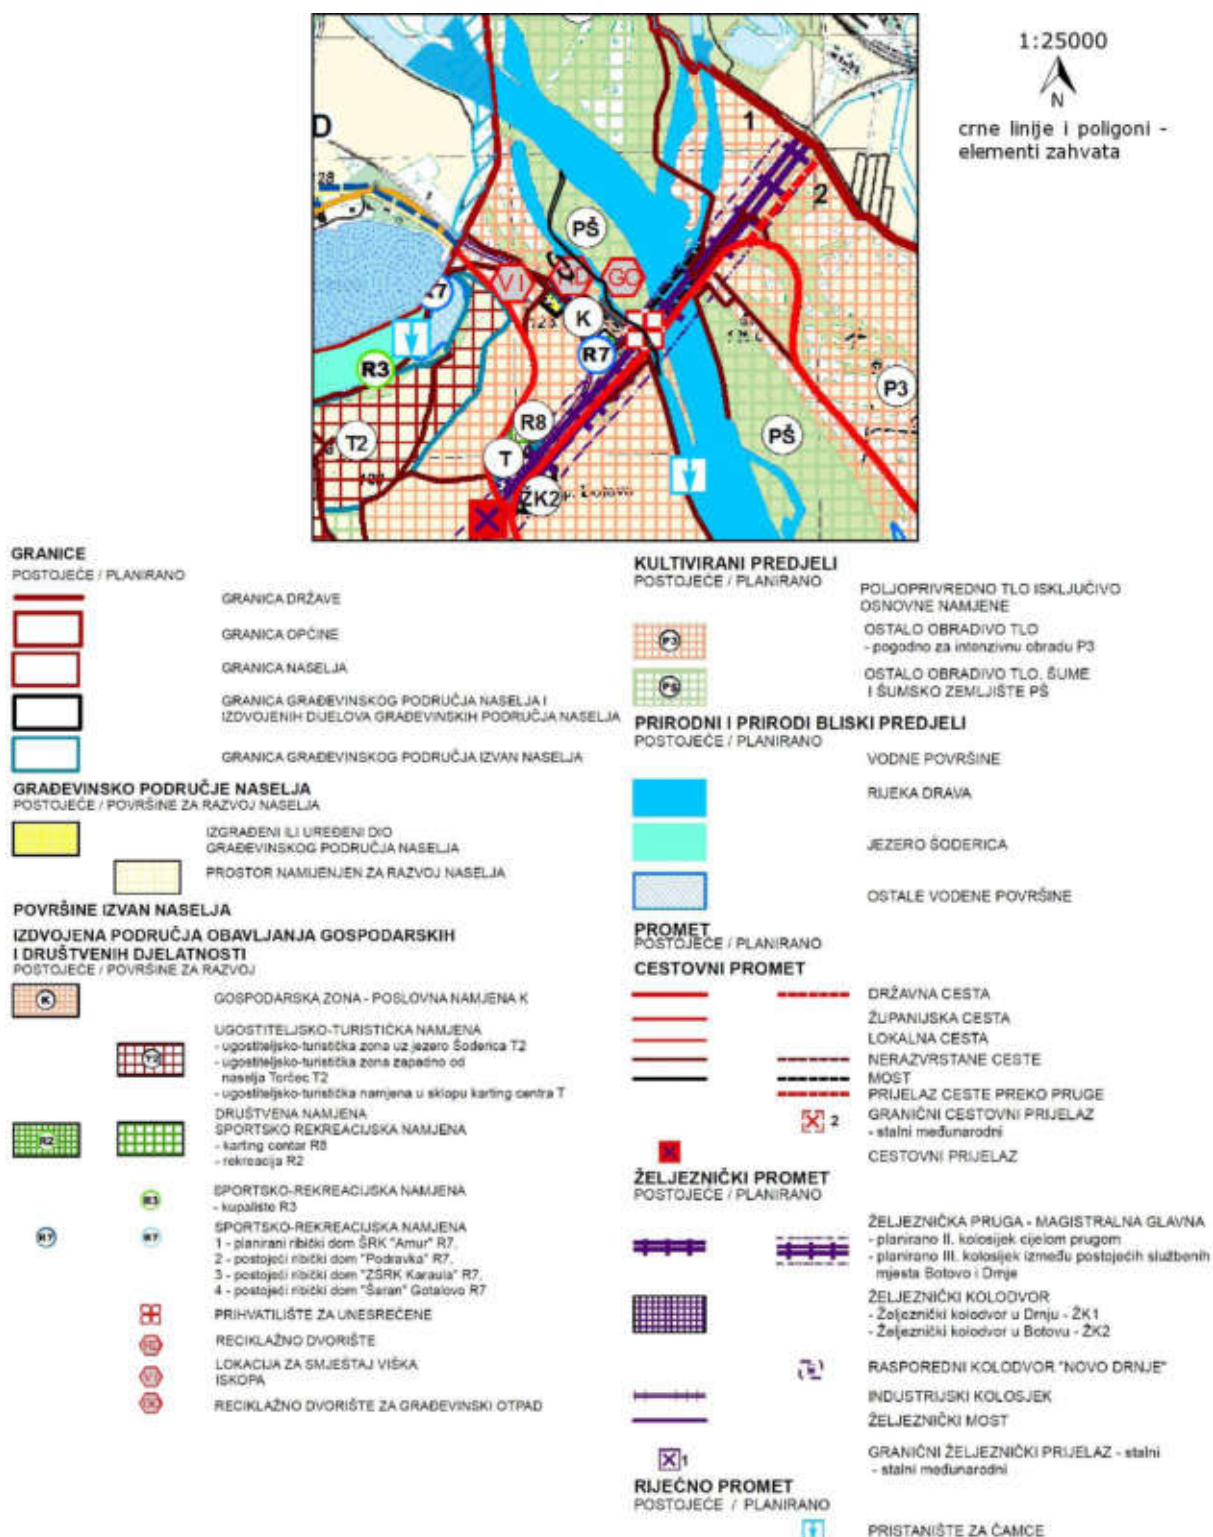 1:25000
N
crne linije i poligoni -
elementi zahvata
D
1
2
PŠ
VI
GO
K
R7
R3
R8
T2
T
ŽK2
P3
PŠ
GRANICE
POSTOJEĆE / PLANIRANO
GRANICA DRŽAVE
GRANICA OPĆINE
GRANICA NASELJA
GRANICA GRAĐEVINSKOG PODRUČJA NASELJA I
IZDVOJENIH DIJELOVA GRAĐEVINSKIH PODRUČJA NASELJA
GRANICA GRAĐEVINSKOG PODRUČJA IZVAN NASELJA
GRAĐEVINSKO PODRUČJE NASELJA
POSTOJEĆE / POVRŠINE ZA RAZVOJ NASELJA
IZGRAĐENI ILI UREĐENI DIO
GRAĐEVINSKOG PODRUČJA NASELJA
PROSTOR NAMIJENJEN ZA RAZVOJ NASELJA
POVRŠINE IZVAN NASELJA
IZDVOJENA PODRUČJA OBAVLJANJA GOSPODARSKIH
I DRUŠTVENIH DJELATNOSTI
POSTOJEĆE / POVRŠINE ZA RAZVOJ
K
GOSPODARSKA ZONA - POSLOVNA NAMJENA K
UGOSTITELJSKO-TURISTIČKA NAMJENA
T2
- ugostiteljsko-turistička zona uz jezero Šoderica T2
- ugostiteljsko-turistička zona zapadno od
naselja Torčec T2
- ugostiteljsko-turistička namjena u sklopu karting centra T
DRUŠTVENA NAMJENA
SPORTSKO REKREACIJSKA NAMJENA
R2
- karting centar R8
- rekreacija R2
SPORTSKO-REKREACIJSKA NAMJENA
R3
- kupalište R3
SPORTSKO-REKREACIJSKA NAMJENA
R7
R7
1 - planirani ribički dom ŠRK "Amur" R7.
2 - postojeći ribički dom "Podravka" R7.
3 - postojeći ribički dom "ZŠRK Karaula" R7.
4 - postojeći ribički dom "Šaran" Gotalovo R7
PRIHVATILIŠTE ZA UNESREĆENE
RECIKLAŽNO DVORIŠTE
LOKACIJA ZA SMJEŠTAJ VIŠKA
ISKOPA
RECIKLAŽNO DVORIŠTE ZA GRAĐEVINSKI OTPAD
KULTIVIRANI PREDJELI
POSTOJEĆE / PLANIRANO
POLJOPRIVREDNO TLO ISKLJUČIVO
OSNOVNE NAMJENE
P3
OSTALO OBRADIVO TLO
- pogodno za intenzivnu obradu P3
PŠ
OSTALO OBRADIVO TLO, ŠUME
I ŠUMSKO ZEMLJIŠTE PŠ
PRIRODNI I PRIRODI BLISKI PREDJELI
POSTOJEĆE / PLANIRANO
VODNE POVRŠINE
RIJEKA DRAVA
JEZERO ŠODERICA
OSTALE VODENE POVRŠINE
PROMET
POSTOJEĆE / PLANIRANO
CESTOVNI PROMET
DRŽAVNA CESTA
ŽUPANIJSKA CESTA
LOKALNA CESTA
NERAZVRSTANE CESTE
MOST
PRIJELAZ CESTE PREKO PRUGE
2
GRANIČNI CESTOVNI PRIJELAZ
- stalni međunarodni
CESTOVNI PRIJELAZ
ŽELJEZNIČKI PROMET
POSTOJEĆE / PLANIRANO
ŽELJEZNIČKA PRUGA - MAGISTRALNA GLAVNA
- planirano II. kolosijek cijelom prugom
- planirano III. kolosijek između postojećih službenih
mjesta Botovo i Drnje
ŽELJEZNIČKI KOLODVOR
- Željeznički kolodvor u Drnju - ŽK1
- Željeznički kolodvor u Botovu - ŽK2
RASPOREDNI KOLODVOR "NOVO DRNJE"
INDUSTRIJSKI KOLOSJEK
ŽELJEZNIČKI MOST
1
GRANIČNI ŽELJEZNIČKI PRIJELAZ - stalni
- stalni međunarodni
RIJEČNO PROMET
POSTOJEĆE / PLANIRANO
PRISTANIŠTE ZA ČAMCE